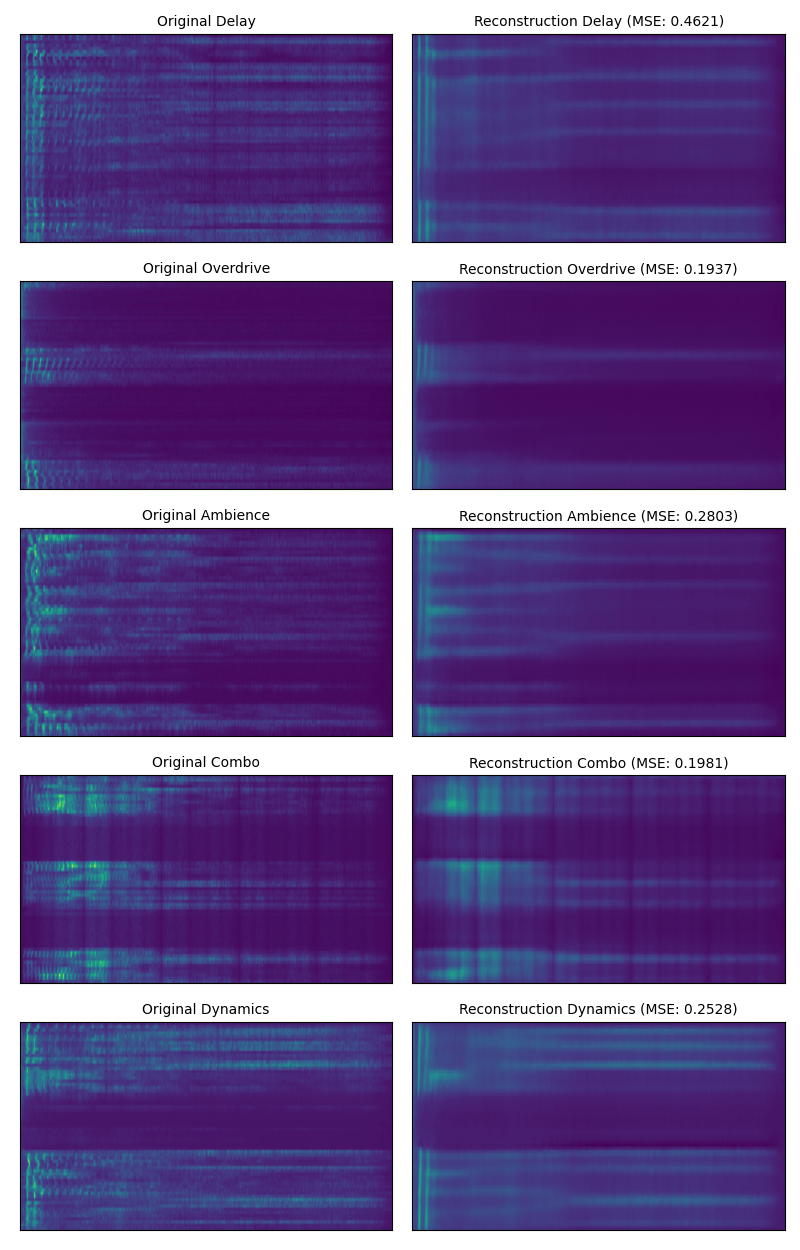 Original Delay
Reconstruction Delay (MSE: 0.4621)
Original Overdrive
Reconstruction Overdrive (MSE: 0.1937)
Original Ambience
Reconstruction Ambience (MSE: 0.2803)
Original Combo
Reconstruction Combo (MSE: 0.1981)
Original Dynamics
Reconstruction Dynamics (MSE: 0.2528)